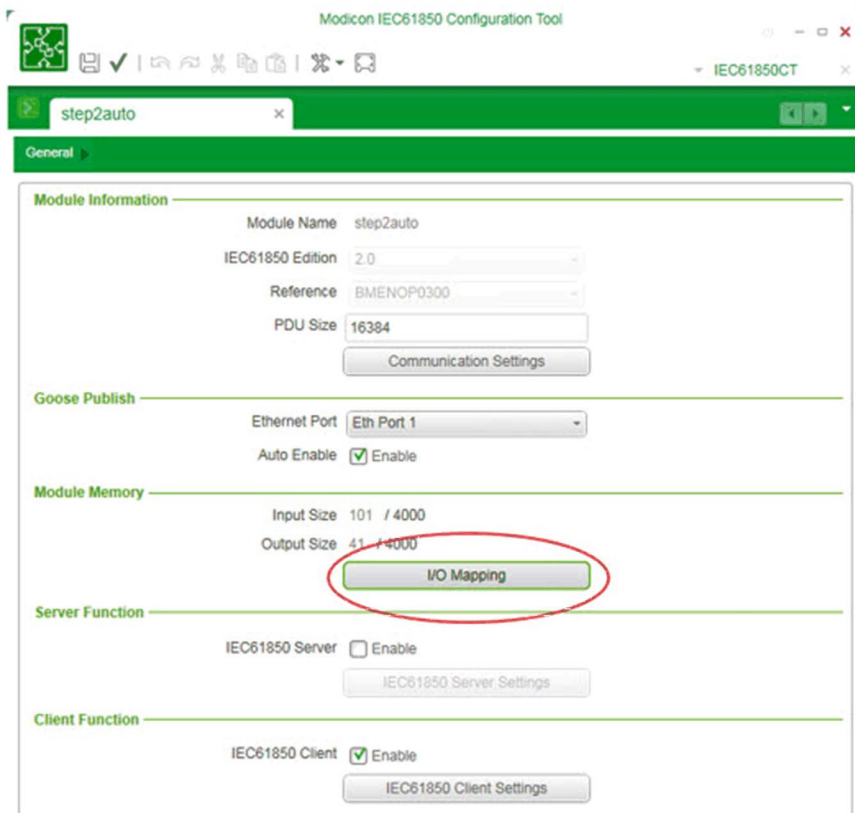 Modicon IEC61850 Configuration Tool
IEC61850CT
step2auto
General
Module Information
Module Name step2auto
IEC61850 Edition 2.0
Reference BMENOP0300
PDU Size 16384
Communication Settings
Goose Publish
Ethernet Port Eth Port 1
Auto Enable Enable
Module Memory
Input Size 101 / 4000
Output Size 41 / 4000
I/O Mapping
Server Function
IEC61850 Server Enable
IEC61850 Server Settings
Client Function
IEC61850 Client Enable
IEC61850 Client Settings